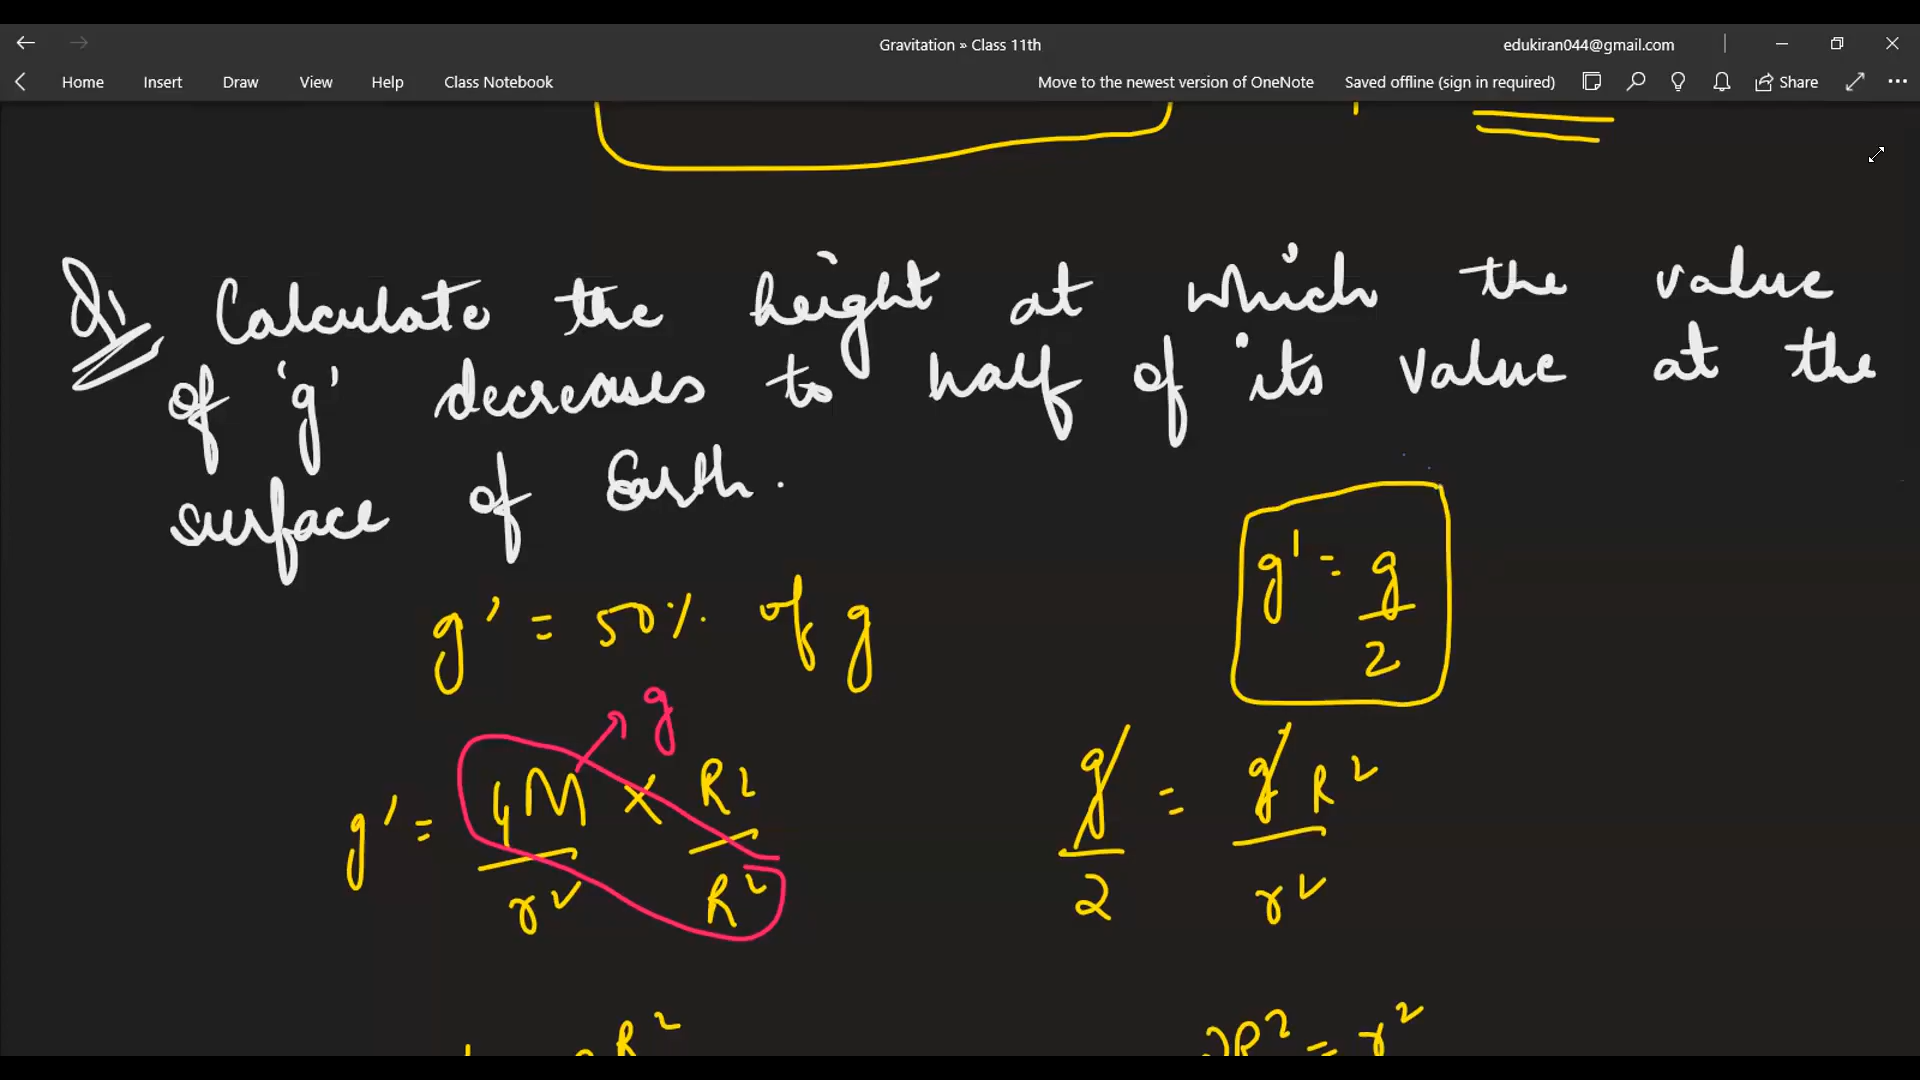 Gravitation » Class 11th
edukiran044@gmail.com
Home Insert Draw View Help Class Notebook Move to the newest version of OneNote Saved offline (sign in required) Share
Q1 Calculate the height at which the value
of 'g' decreases to half of its value at the
surface of Earth.
g' = 50% of g
g' = g/2
g
g' = GM/r² × R²/R²
g/2 = gR²/r²
R²
2R² = r²